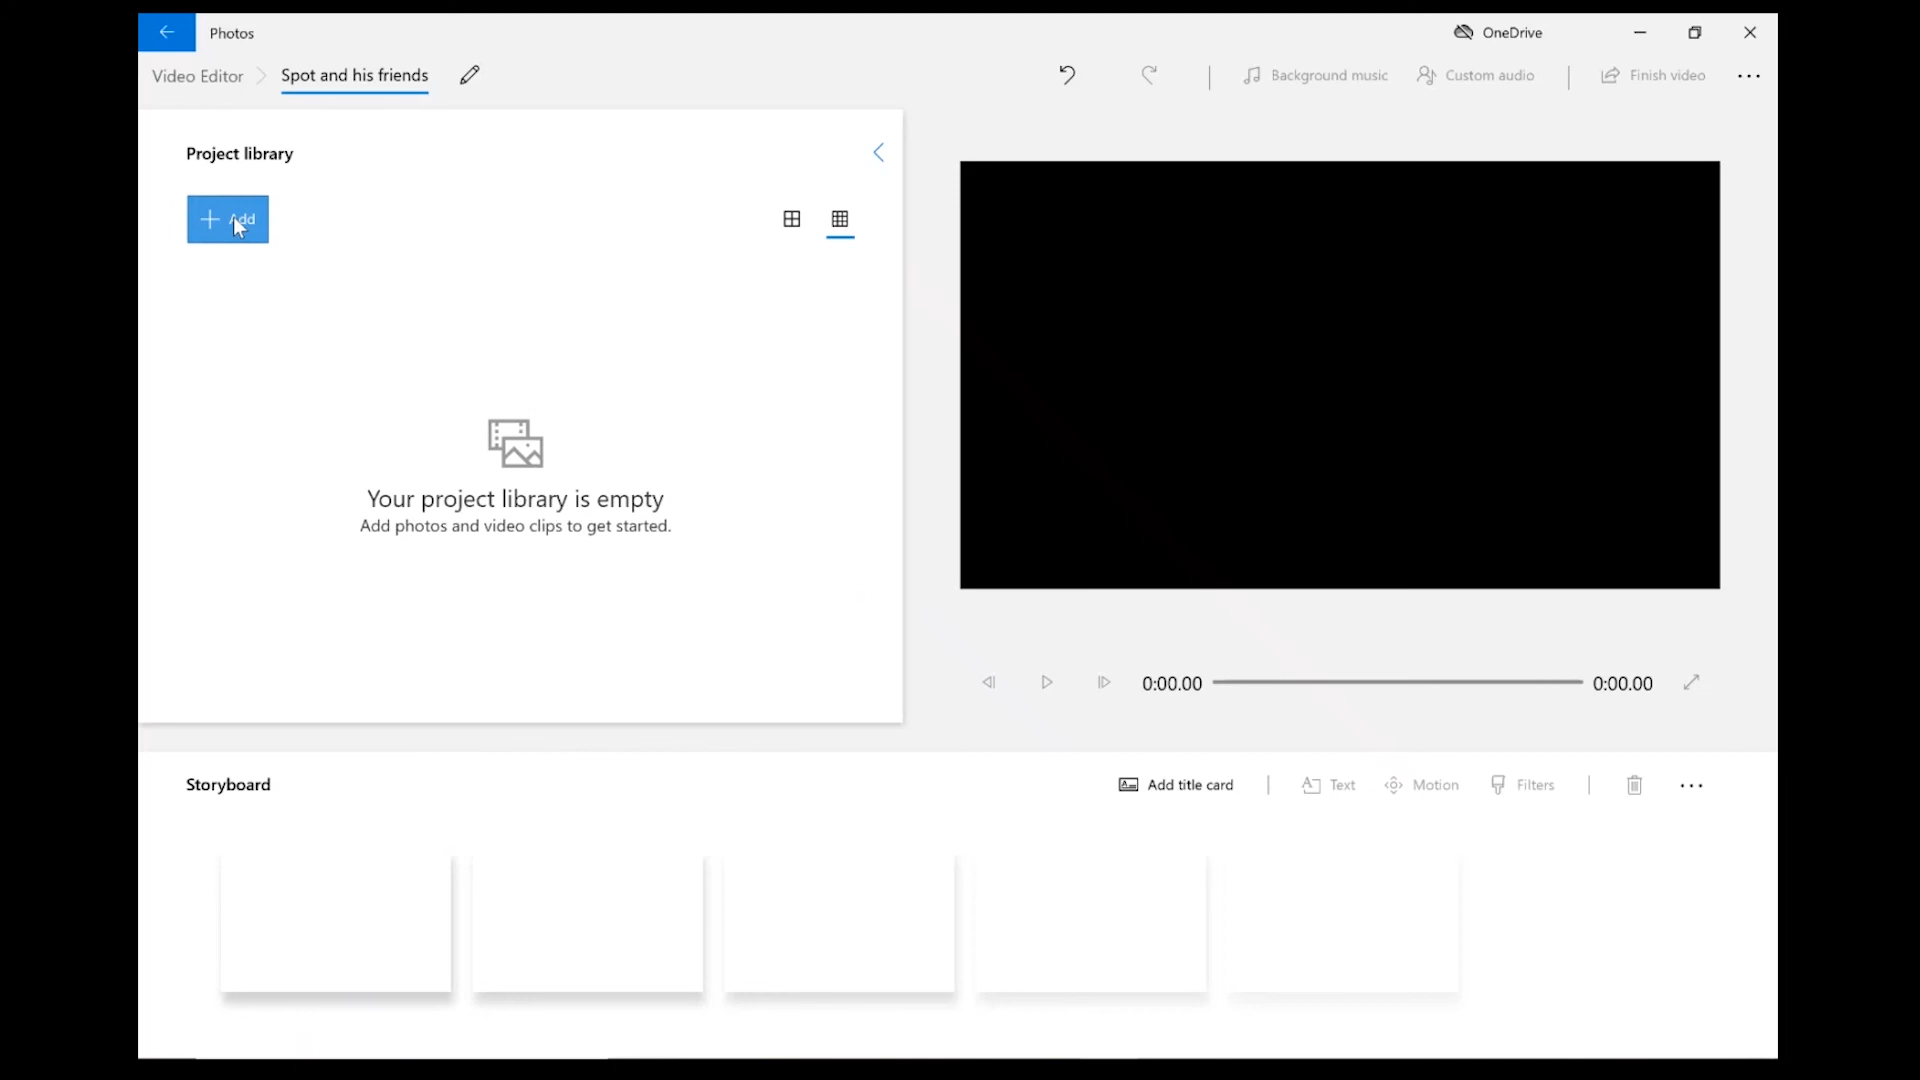 Photos
OneDrive
Video Editor
Spot and his friends
Background music
Custom audio
Finish video
Project library
Add
Your project library is empty
Add photos and video clips to get started.
0:00.00
0:00.00
Storyboard
Add title card
Text
Motion
Filters